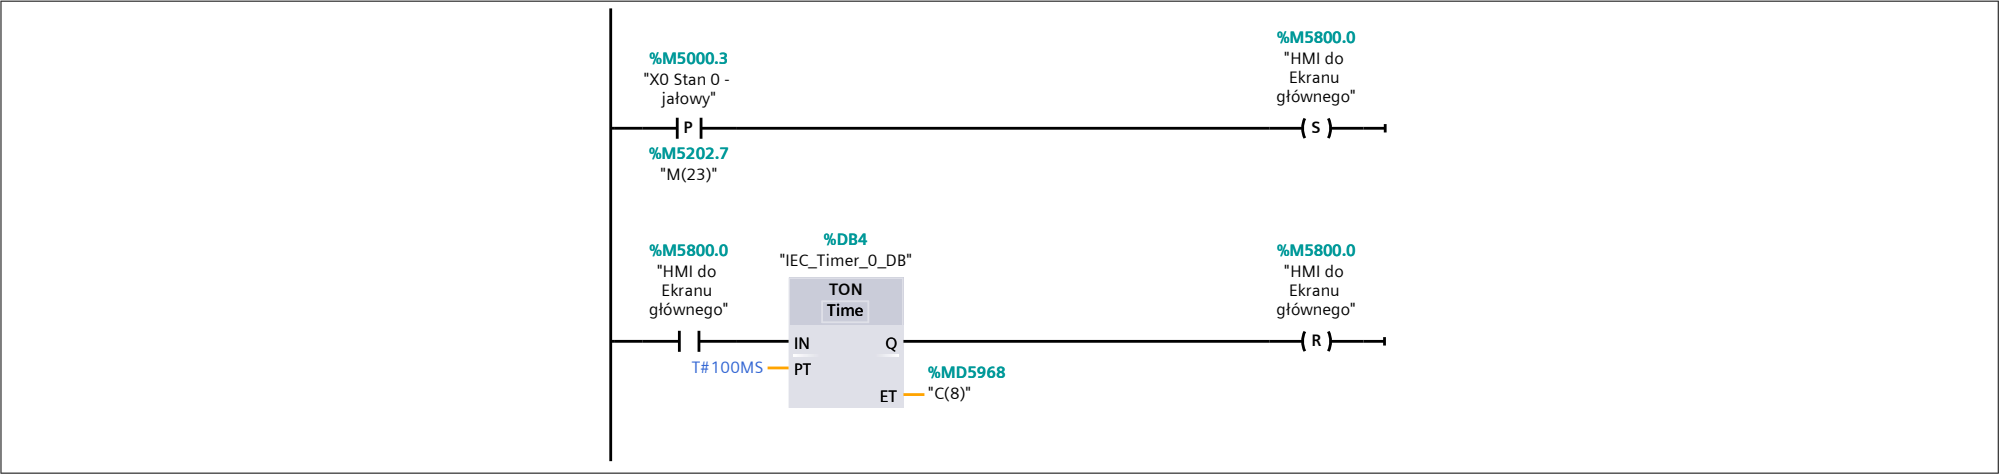 %M5000.3
"X0 Stan 0 -
jałowy"
P
%M5202.7
"M(23)"
%M5800.0
"HMI do
Ekranu
głównego"
S
%M5800.0
"HMI do
Ekranu
głównego"
%DB4
"IEC_Timer_0_DB"
TON
Time
IN
Q
T#100MS
PT
ET
%MD5968
"C(8)"
%M5800.0
"HMI do
Ekranu
głównego"
R